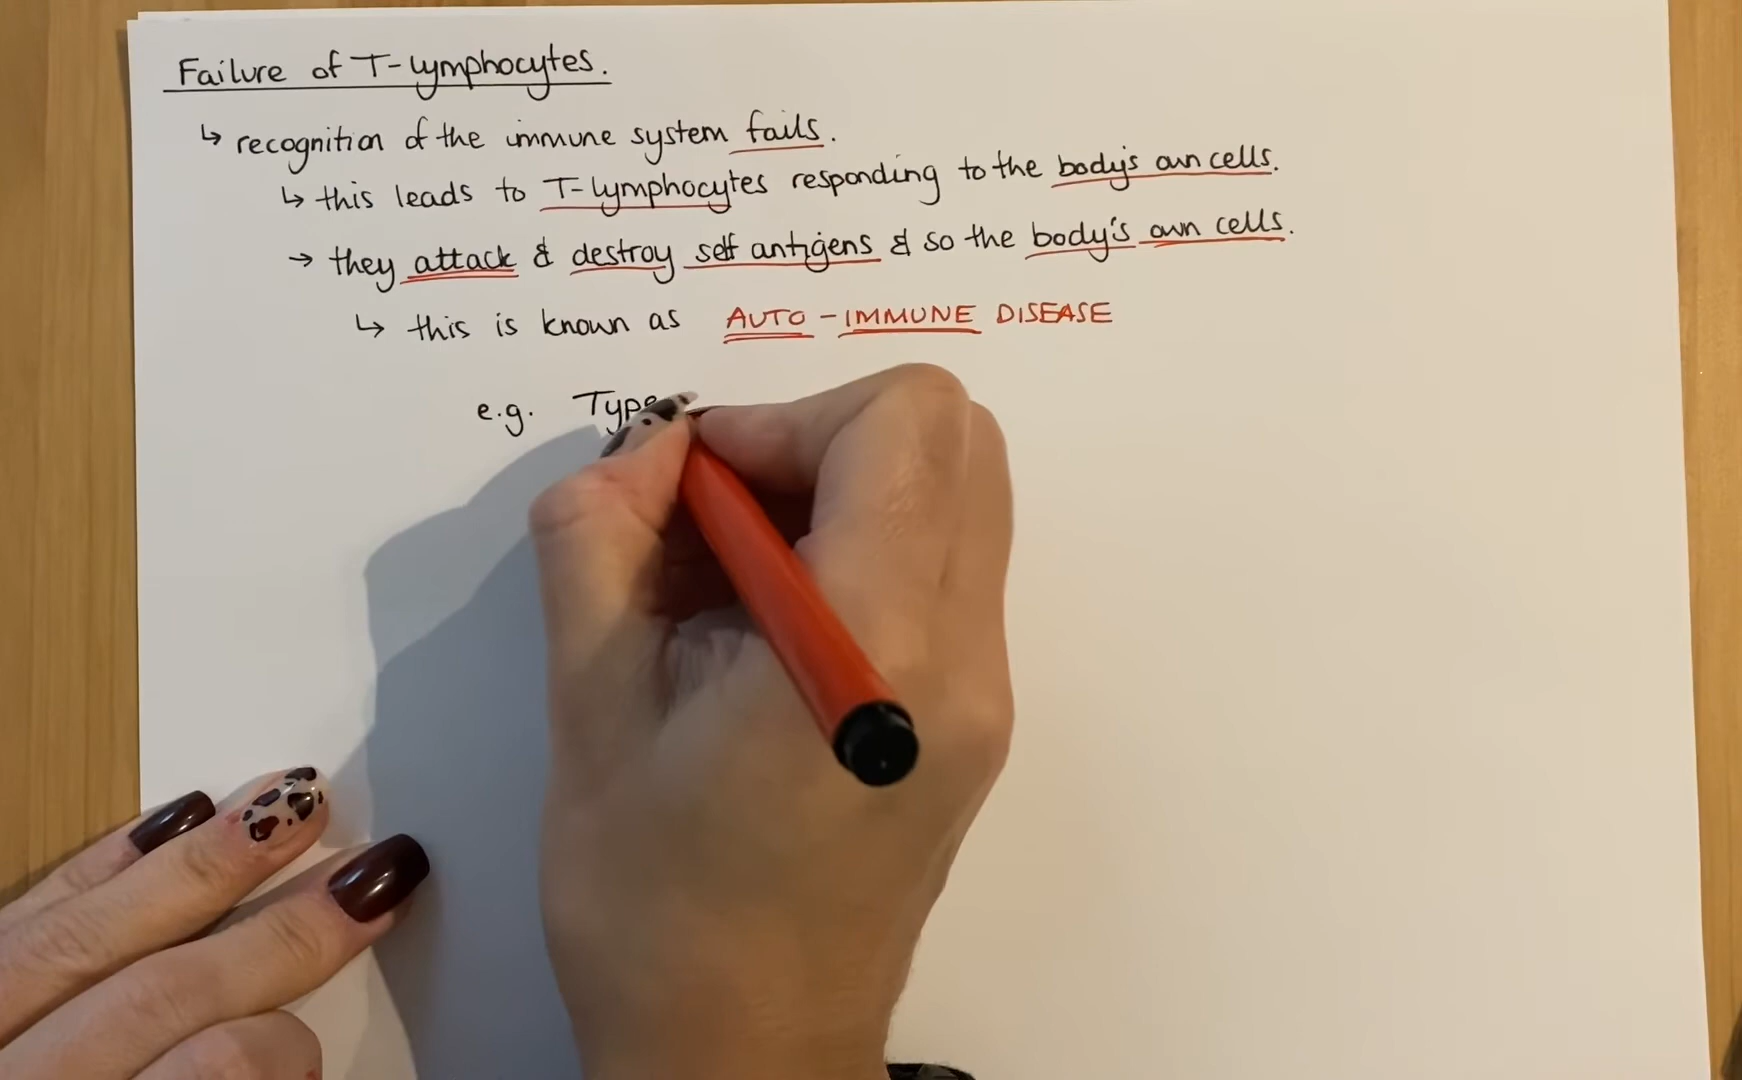 Failure of T-lymphocytes.
↳ recognition of the immune system fails.
↳ this leads to T-lymphocytes responding to the body's own cells.
→ they attack & destroy self antigens & so the body's own cells.
↳ this is known as AUTO-IMMUNE DISEASE
e.g. Type